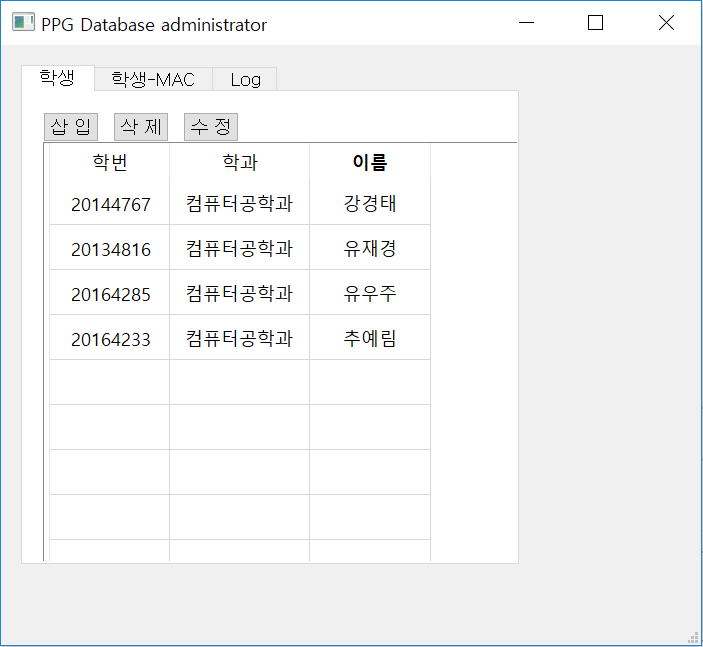 PPG Database administrator
학생 학생-MAC Log
삽 입 삭 제 수 정
학번 학과 이름
20144767 컴퓨터공학과 강경태
20134816 컴퓨터공학과 유재경
20164285 컴퓨터공학과 유우주
20164233 컴퓨터공학과 추예림